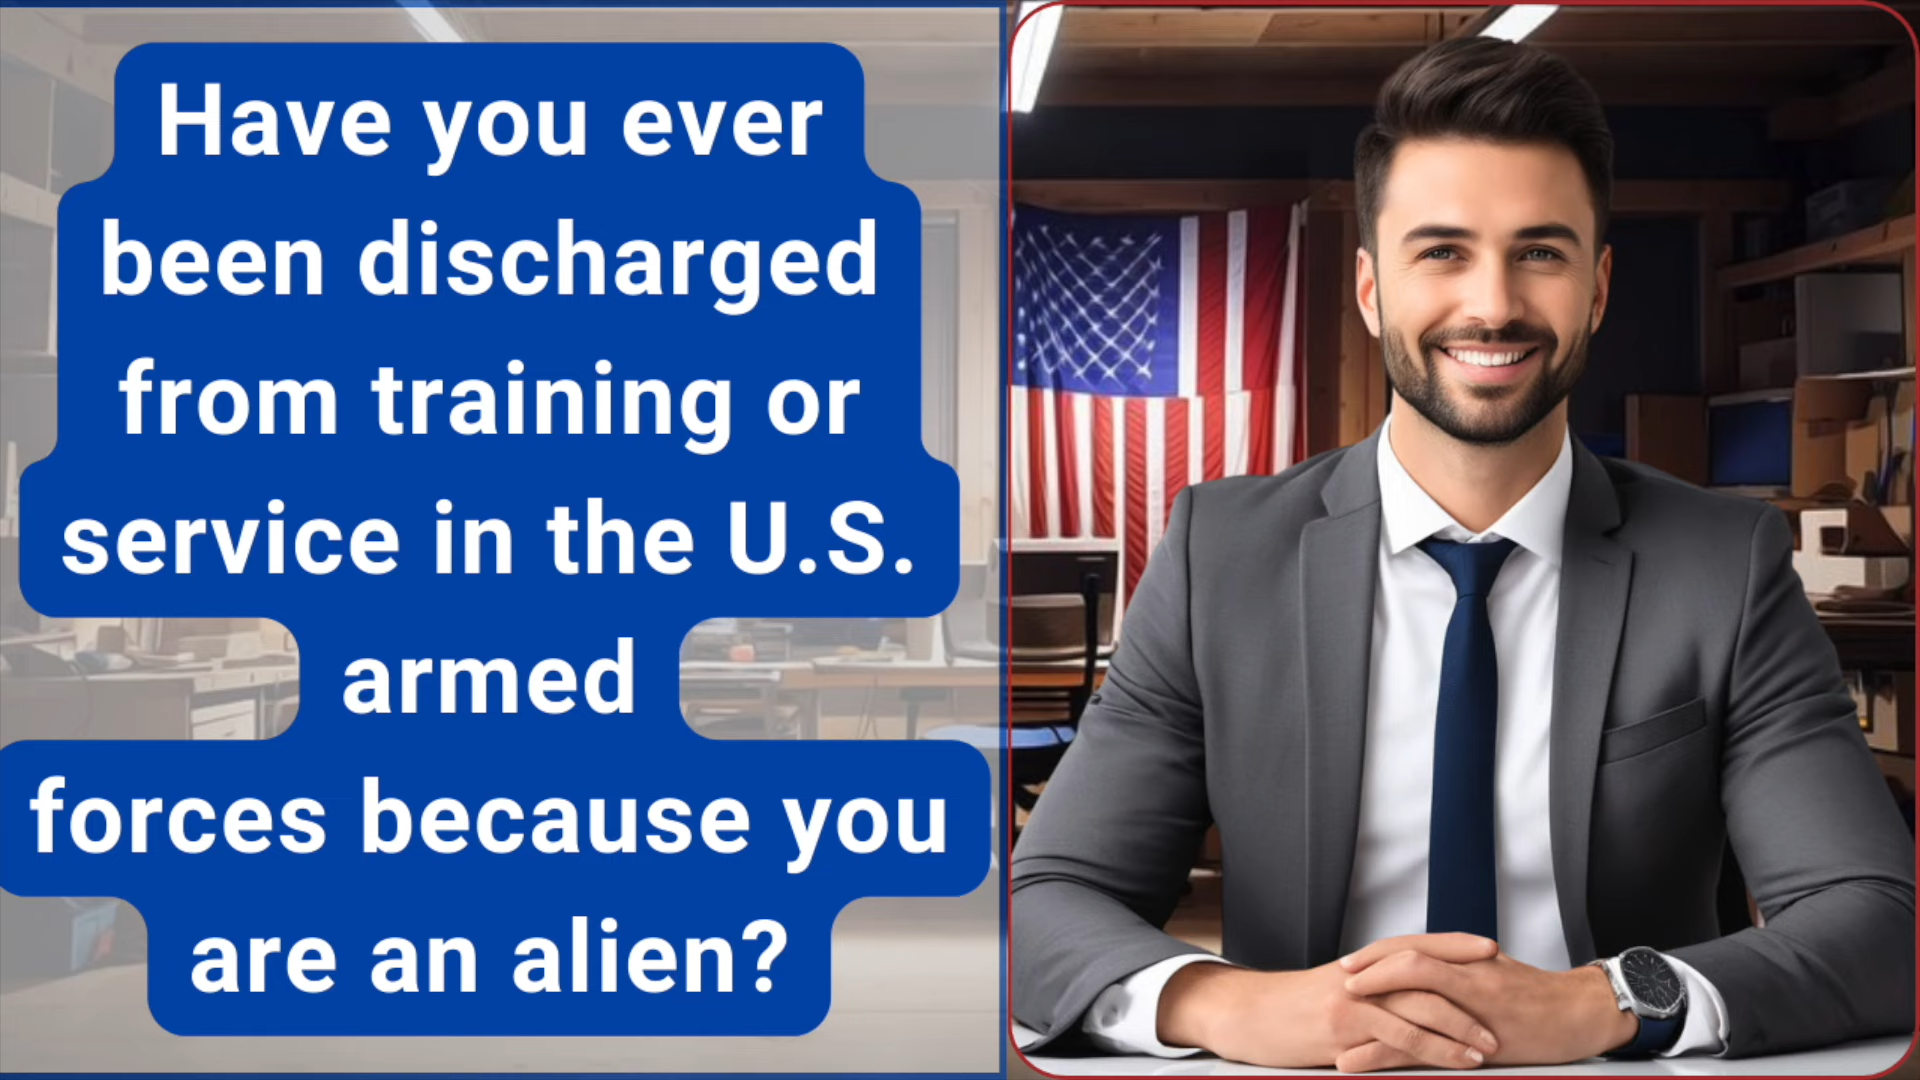 Have you ever
been discharged
from training or
service in the U.S.
armed
forces because you
are an alien?